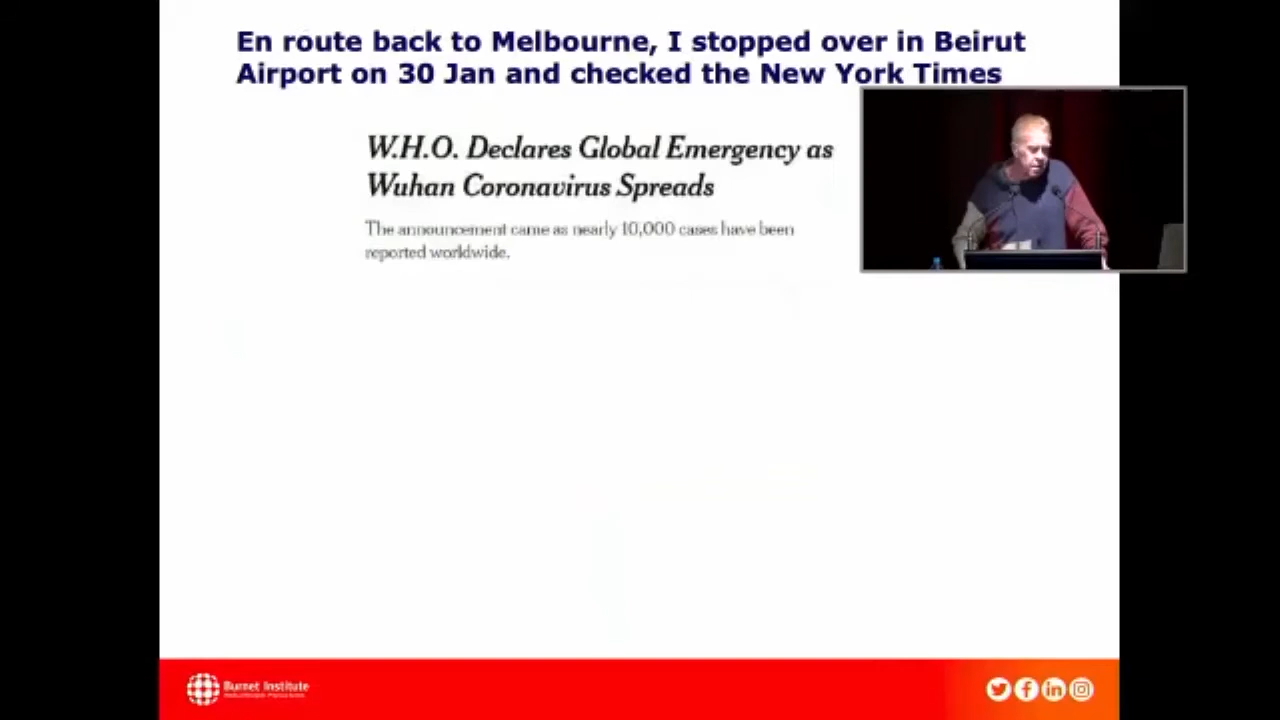 En route back to Melbourne, I stopped over in Beirut
Airport on 30 Jan and checked the New York Times
W.H.O. Declares Global Emergency as
Wuhan Coronavirus Spreads
The announcement came as nearly 10,000 cases have been
reported worldwide.
Burnet Institute